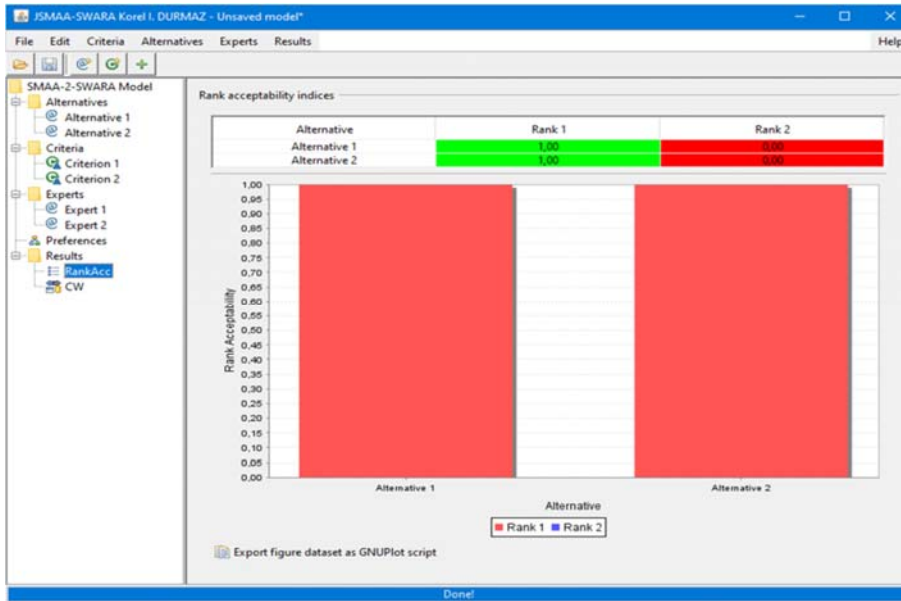 JSMAA-SWARA Korel I. DURMAZ - Unsaved model*
File Edit Criteria Alternatives Experts Results Help
SMAA-2-SWARA Model
Alternatives
Alternative 1
Alternative 2
Criteria
Criterion 1
Criterion 2
Experts
Expert 1
Expert 2
Preferences
Results
RankAcc
CW
Rank acceptability indices
Alternative Rank 1 Rank 2
Alternative 1 1,00 0,00
Alternative 2 1,00 0,00
Rank Acceptability
1,00
0,95
0,90
0,85
0,80
0,75
0,70
0,65
0,60
0,55
0,50
0,45
0,40
0,35
0,30
0,25
0,20
0,15
0,10
0,05
0,00
Alternative 1 Alternative 2
Alternative
Rank 1 Rank 2
Export figure dataset as GNUPlot script
Done!